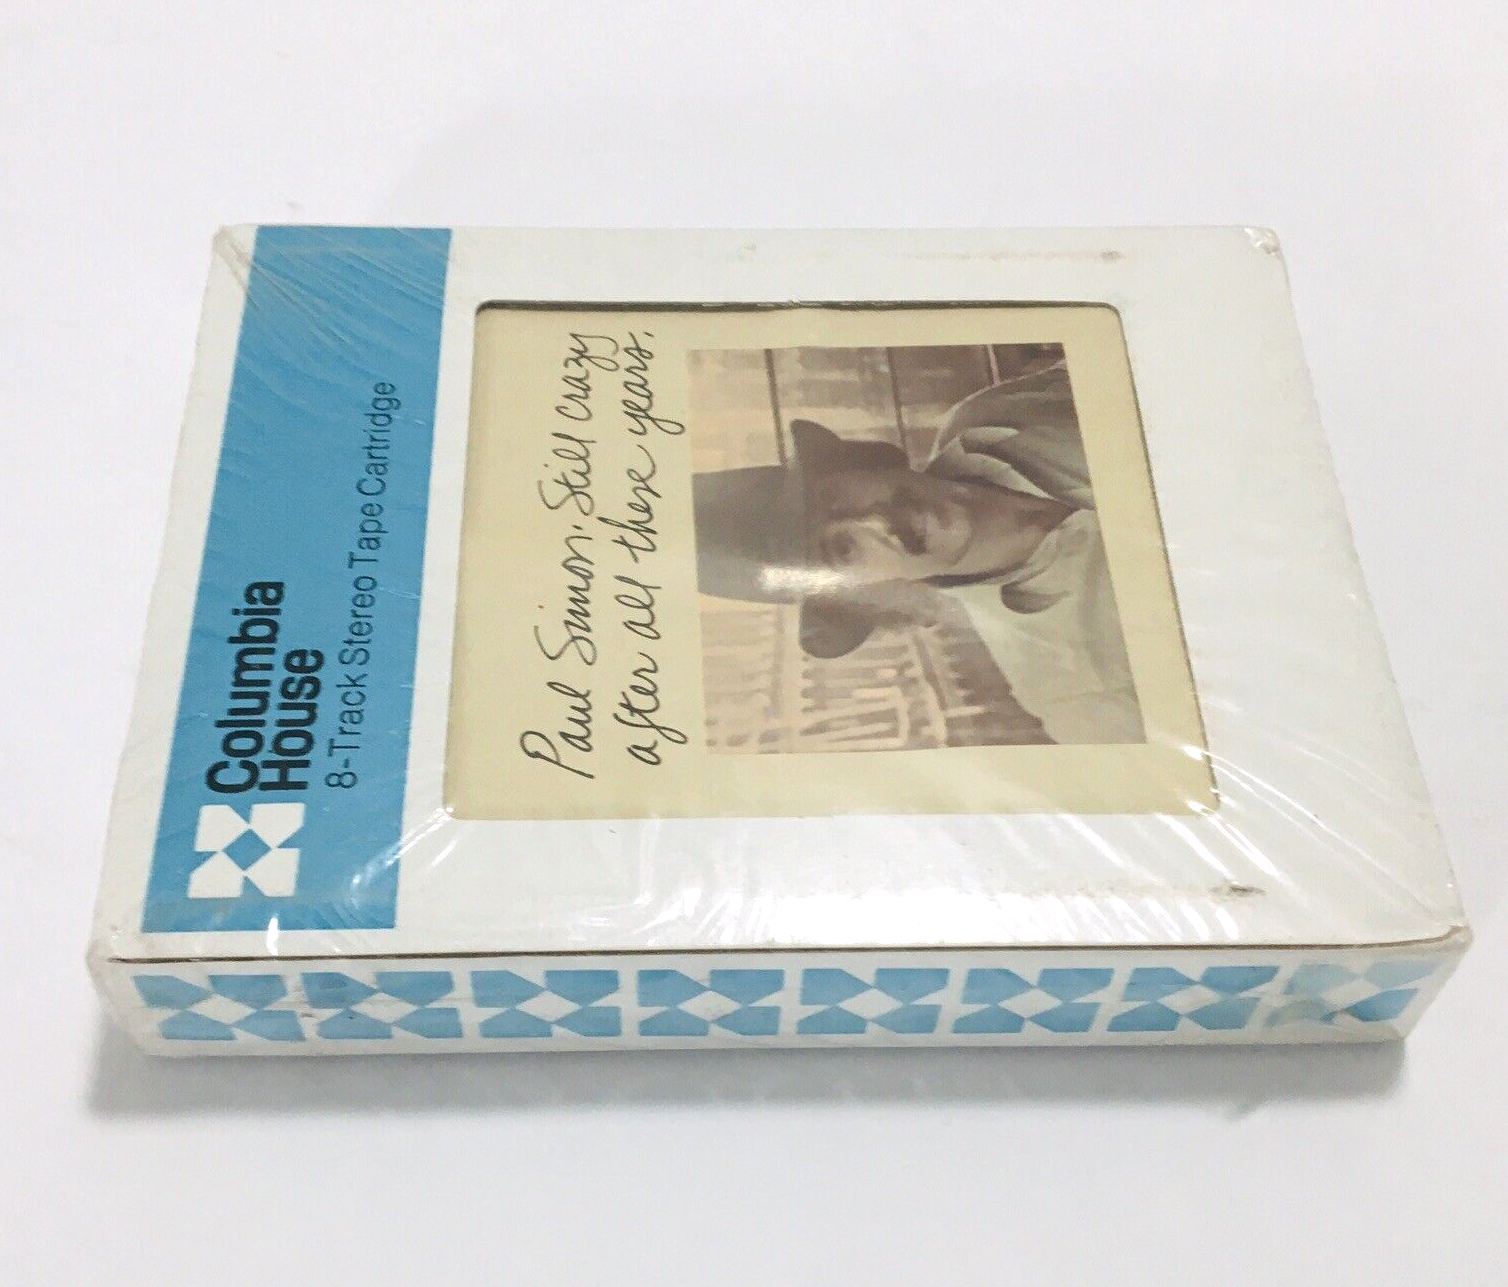 Columbia
House
8-Track Stereo Tape Cartridge
Paul Simon. Still crazy
after all these years.